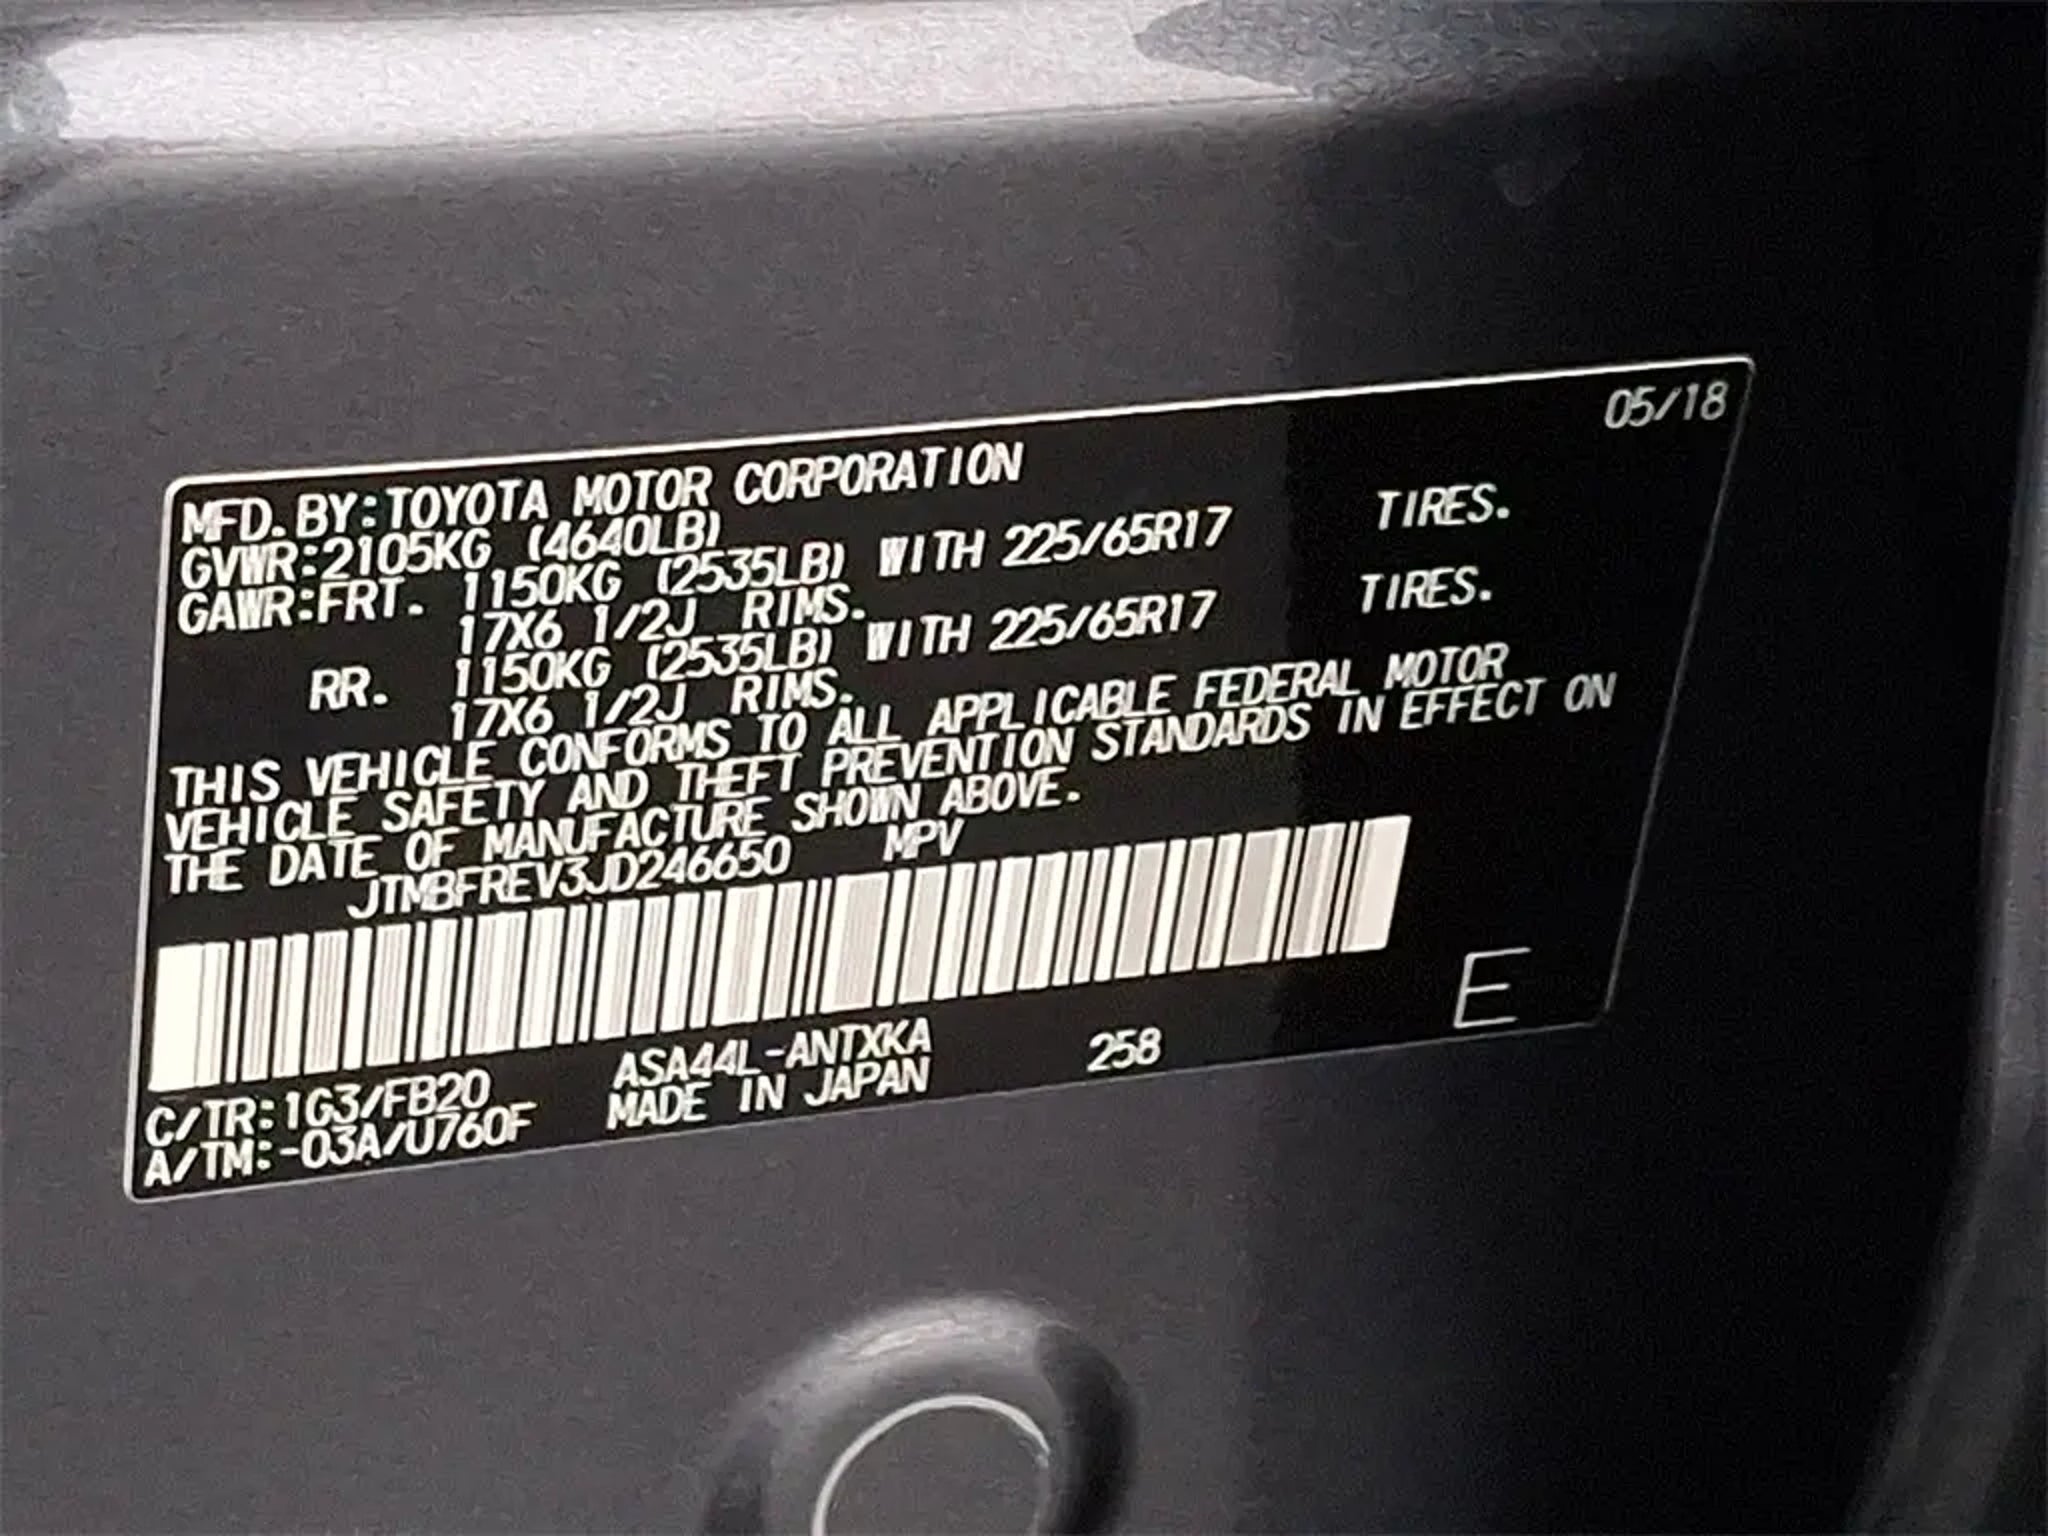 05/18
MFD.BY:TOYOTA MOTOR CORPORATION
GVWR:2105KG (4640LB)
GAWR:FRT. 1150KG (2535LB) WITH 225/65R17 TIRES.
17X6 1/2J RIMS.
RR. 1150KG (2535LB) WITH 225/65R17 TIRES.
17X6 1/2J RIMS.
THIS VEHICLE CONFORMS TO ALL APPLICABLE FEDERAL MOTOR
VEHICLE SAFETY AND THEFT PREVENTION STANDARDS IN EFFECT ON
THE DATE OF MANUFACTURE SHOWN ABOVE.
JTMBFREV3JD246650 MPV
C/TR:1G3/FB20 ASA44L-ANTXKA 258 E
A/TM:-03A/U760F MADE IN JAPAN